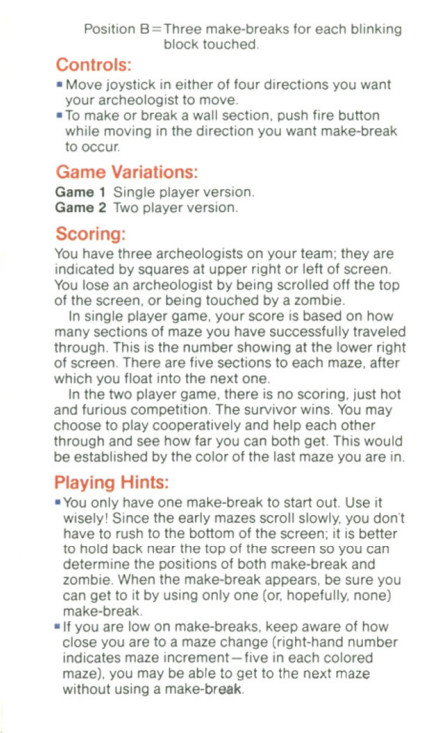 Position B=Three make-breaks for each blinking
block touched.
Controls:
▪ Move joystick in either of four directions you want
your archeologist to move.
▪ To make or break a wall section, push fire button
while moving in the direction you want make-break
to occur.
Game Variations:
Game 1 Single player version.
Game 2 Two player version.
Scoring:
You have three archeologists on your team; they are
indicated by squares at upper right or left of screen.
You lose an archeologist by being scrolled off the top
of the screen, or being touched by a zombie.
In single player game, your score is based on how
many sections of maze you have successfully traveled
through. This is the number showing at the lower right
of screen. There are five sections to each maze, after
which you float into the next one.
In the two player game, there is no scoring, just hot
and furious competition. The survivor wins. You may
choose to play cooperatively and help each other
through and see how far you can both get. This would
be established by the color of the last maze you are in.
Playing Hints:
▪ You only have one make-break to start out. Use it
wisely! Since the early mazes scroll slowly, you don't
have to rush to the bottom of the screen; it is better
to hold back near the top of the screen so you can
determine the positions of both make-break and
zombie. When the make-break appears, be sure you
can get to it by using only one (or, hopefully, none)
make-break.
▪ If you are low on make-breaks, keep aware of how
close you are to a maze change (right-hand number
indicates maze increment—five in each colored
maze), you may be able to get to the next maze
without using a make-break.